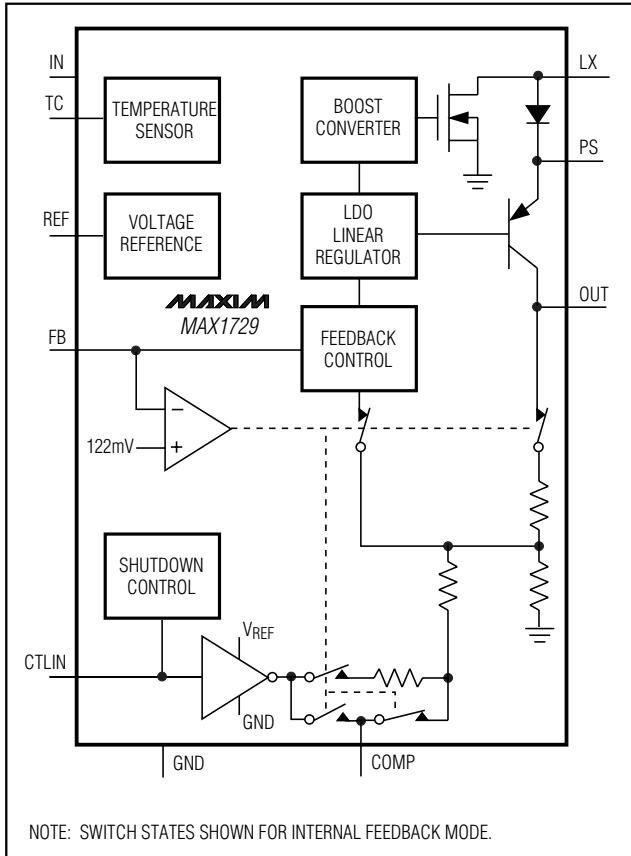 IN
TC
REF
FB
CTLIN
TEMPERATURE
SENSOR
VOLTAGE
REFERENCE
MAXIM
MAX1729
BOOST
CONVERTER
LDO
LINEAR
REGULATOR
FEEDBACK
CONTROL
LX
PS
OUT
−
+
122mV
SHUTDOWN
CONTROL
VREF
GND
GND
COMP
NOTE: SWITCH STATES SHOWN FOR INTERNAL FEEDBACK MODE.